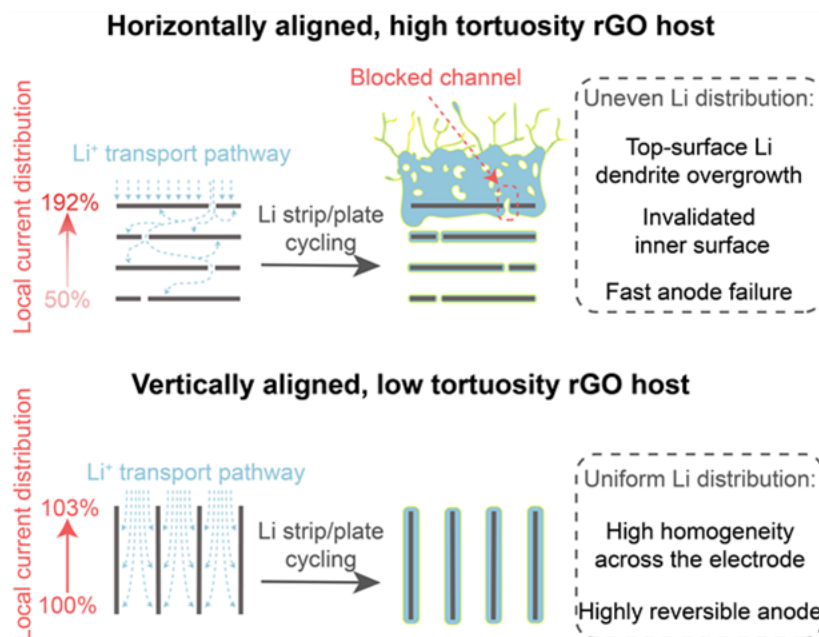 Horizontally aligned, high tortuosity rGO host
Local current distribution
192%
50%
Li⁺ transport pathway
Li strip/plate
cycling
Blocked channel
Uneven Li distribution:
Top-surface Li
dendrite overgrowth
Invalidated
inner surface
Fast anode failure
Vertically aligned, low tortuosity rGO host
Local current distribution
103%
100%
Li⁺ transport pathway
Li strip/plate
cycling
Uniform Li distribution:
High homogeneity
across the electrode
Highly reversible anode